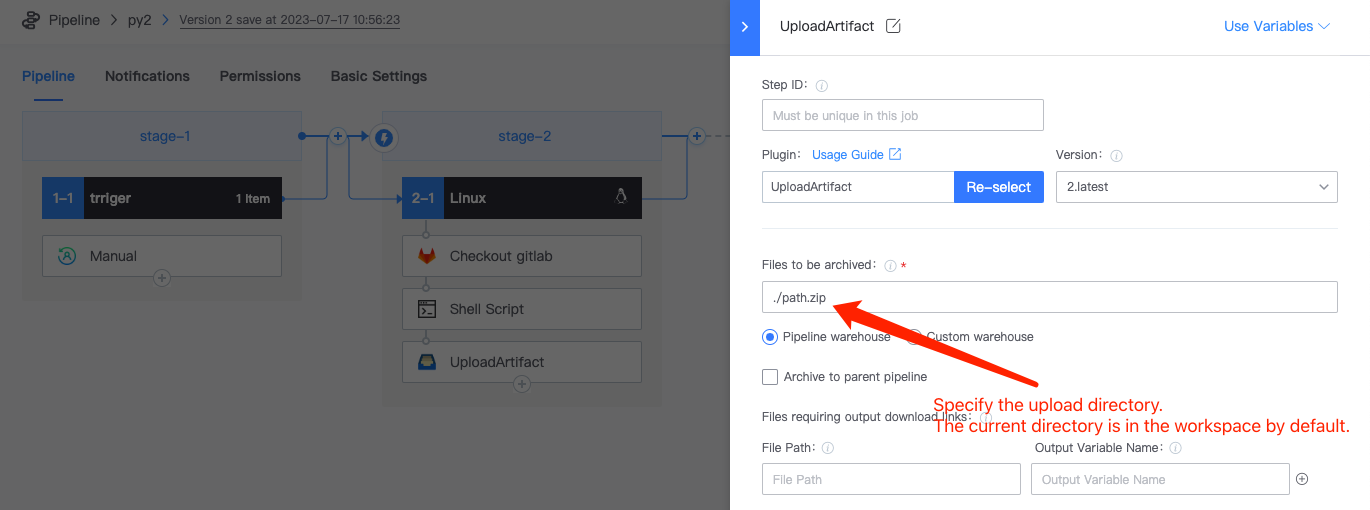 Pipeline > py2 > Version 2 save at 2023-07-17 10:56:23
Pipeline Notifications Permissions Basic Settings
stage-1
1-1 trriger 1 Item
Manual
stage-2
2-1 Linux
Checkout gitlab
Shell Script
UploadArtifact
UploadArtifact
Use Variables
Step ID:
Must be unique in this job
Plugin: Usage Guide
Version:
UploadArtifact Re-select
2.latest
Files to be archived: *
./path.zip
Pipeline warehouse Custom warehouse
Archive to parent pipeline
Specify the upload directory.
Files requiring output download links:
The current directory is in the workspace by default.
File Path:
Output Variable Name:
File Path
Output Variable Name